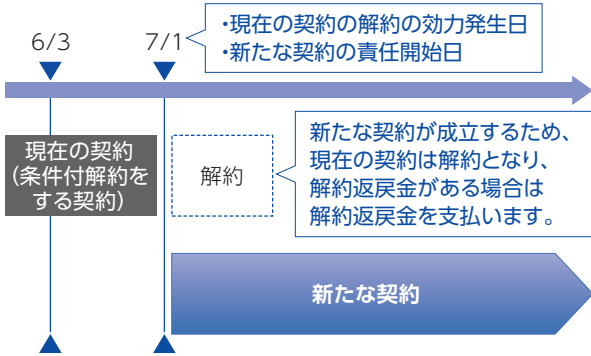 6/3
7/1
・現在の契約の解約の効力発生日
・新たな契約の責任開始日
現在の契約
(条件付解約を
する契約)
解約
新たな契約が成立するため、
現在の契約は解約となり、
解約返戻金がある場合は
解約返戻金を支払います。
新たな契約